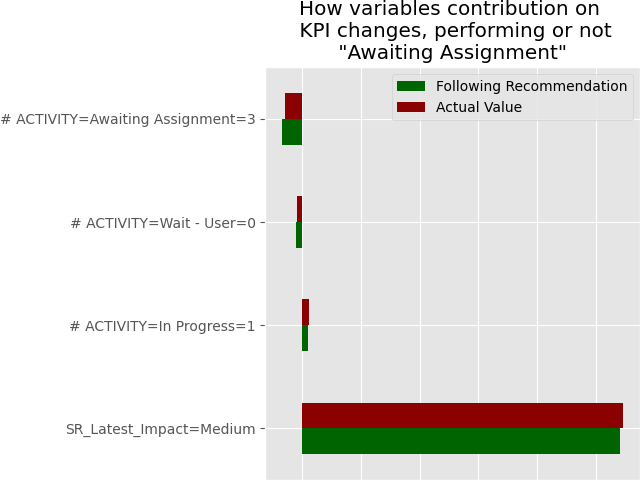 How variables contribution on
KPI changes, performing or not
"Awaiting Assignment"
Following Recommendation
Actual Value
# ACTIVITY=Awaiting Assignment=3
# ACTIVITY=Wait - User=0
# ACTIVITY=In Progress=1
SR_Latest_Impact=Medium